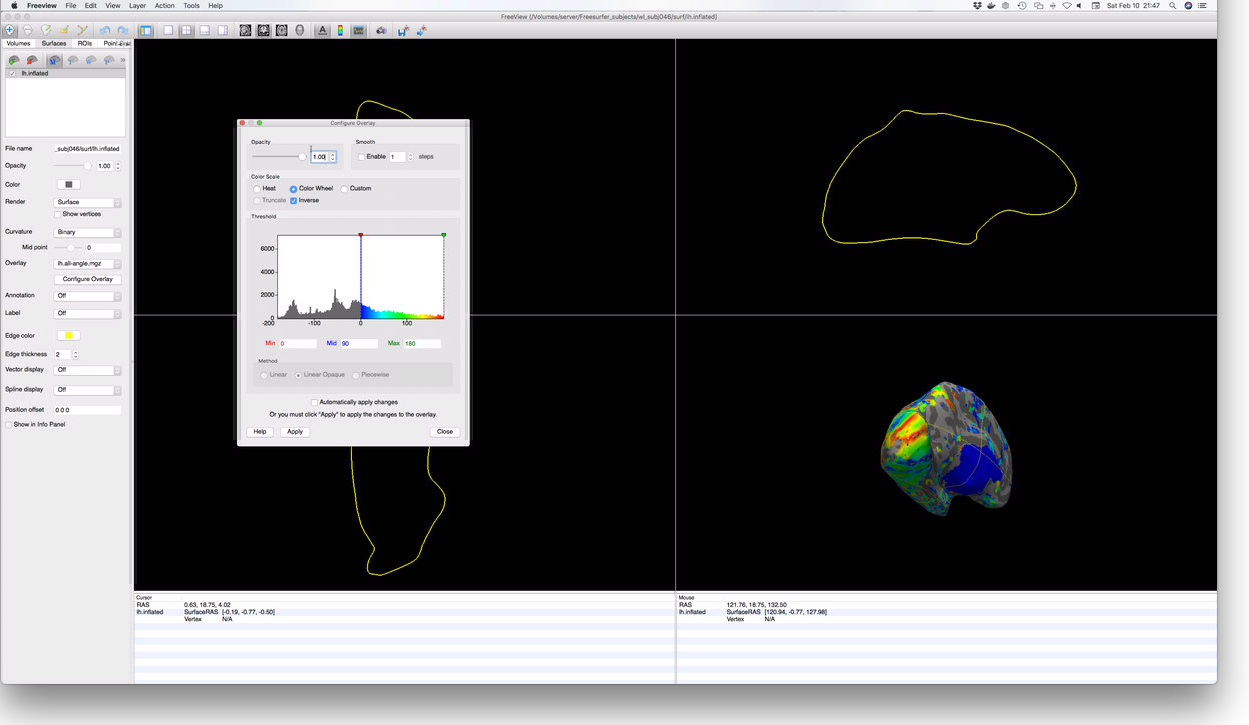 Freeview File Edit View Layer Action Tools Help Sat Feb 10 21:47
FreeView (/Volumes/server/Freesurfer_subjects/wl_subj046/surf/lh.inflated)
Volumes Surfaces ROIs
lh.inflated
File name _subj046/surf/lh.inflated
Opacity 1.00
Color
Render Surface
Show vertices
Curvature Binary
Mid point 0
Overlay lh.all-angle.mgz
Configure Overlay
Annotation Off
Label Off
Edge color
Edge thickness 2
Vector display Off
Spline display Off
Position offset 0 0 0
Show in Info Panel
Configure Overlay
Opacity Smooth
1.00 Enable 1 steps
Color Scale
Heat Color Wheel Custom
Truncate Inverse
Threshold
6000
4000
2000
0
-200 -100 0 100
Min 0 Mid 90 Max 180
Method
Linear Linear Opaque Piecewise
Automatically apply changes
Or you must click "Apply" to apply the changes to the overlay.
Help Apply Close
Cursor
RAS 0.63, 18.75, 4.02
lh.inflated SurfaceRAS [-0.19, -0.77, -0.50]
Vertex N/A
Mouse
RAS 121.76, 18.75, 132.50
lh.inflated SurfaceRAS [120.94, -0.77, 127.98]
Vertex N/A